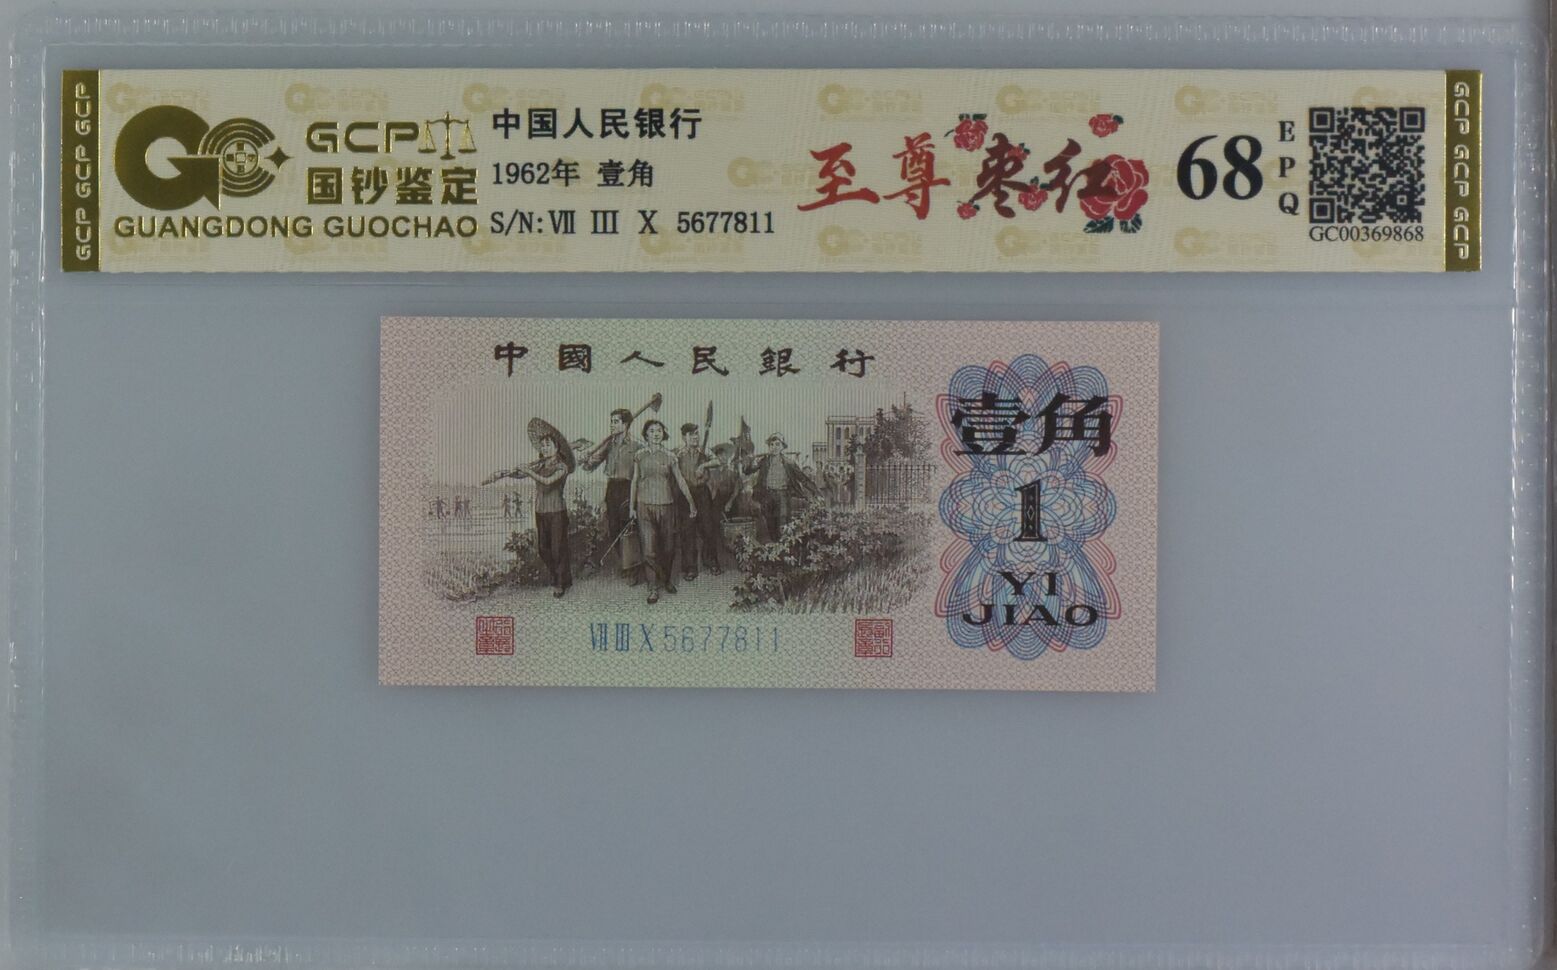 GCP GCP GCP
GCP
国钞鉴定
GUANGDONG GUOCHAO
中国人民银行
1962年 壹角
S/N: Ⅶ Ⅲ Ⅹ 5677811
至尊枣红
68
EPQ
GC00369868
GCP GCP GCP
中國人民銀行
壹角
1
YI
JIAO
Ⅶ Ⅲ Ⅹ 5677811